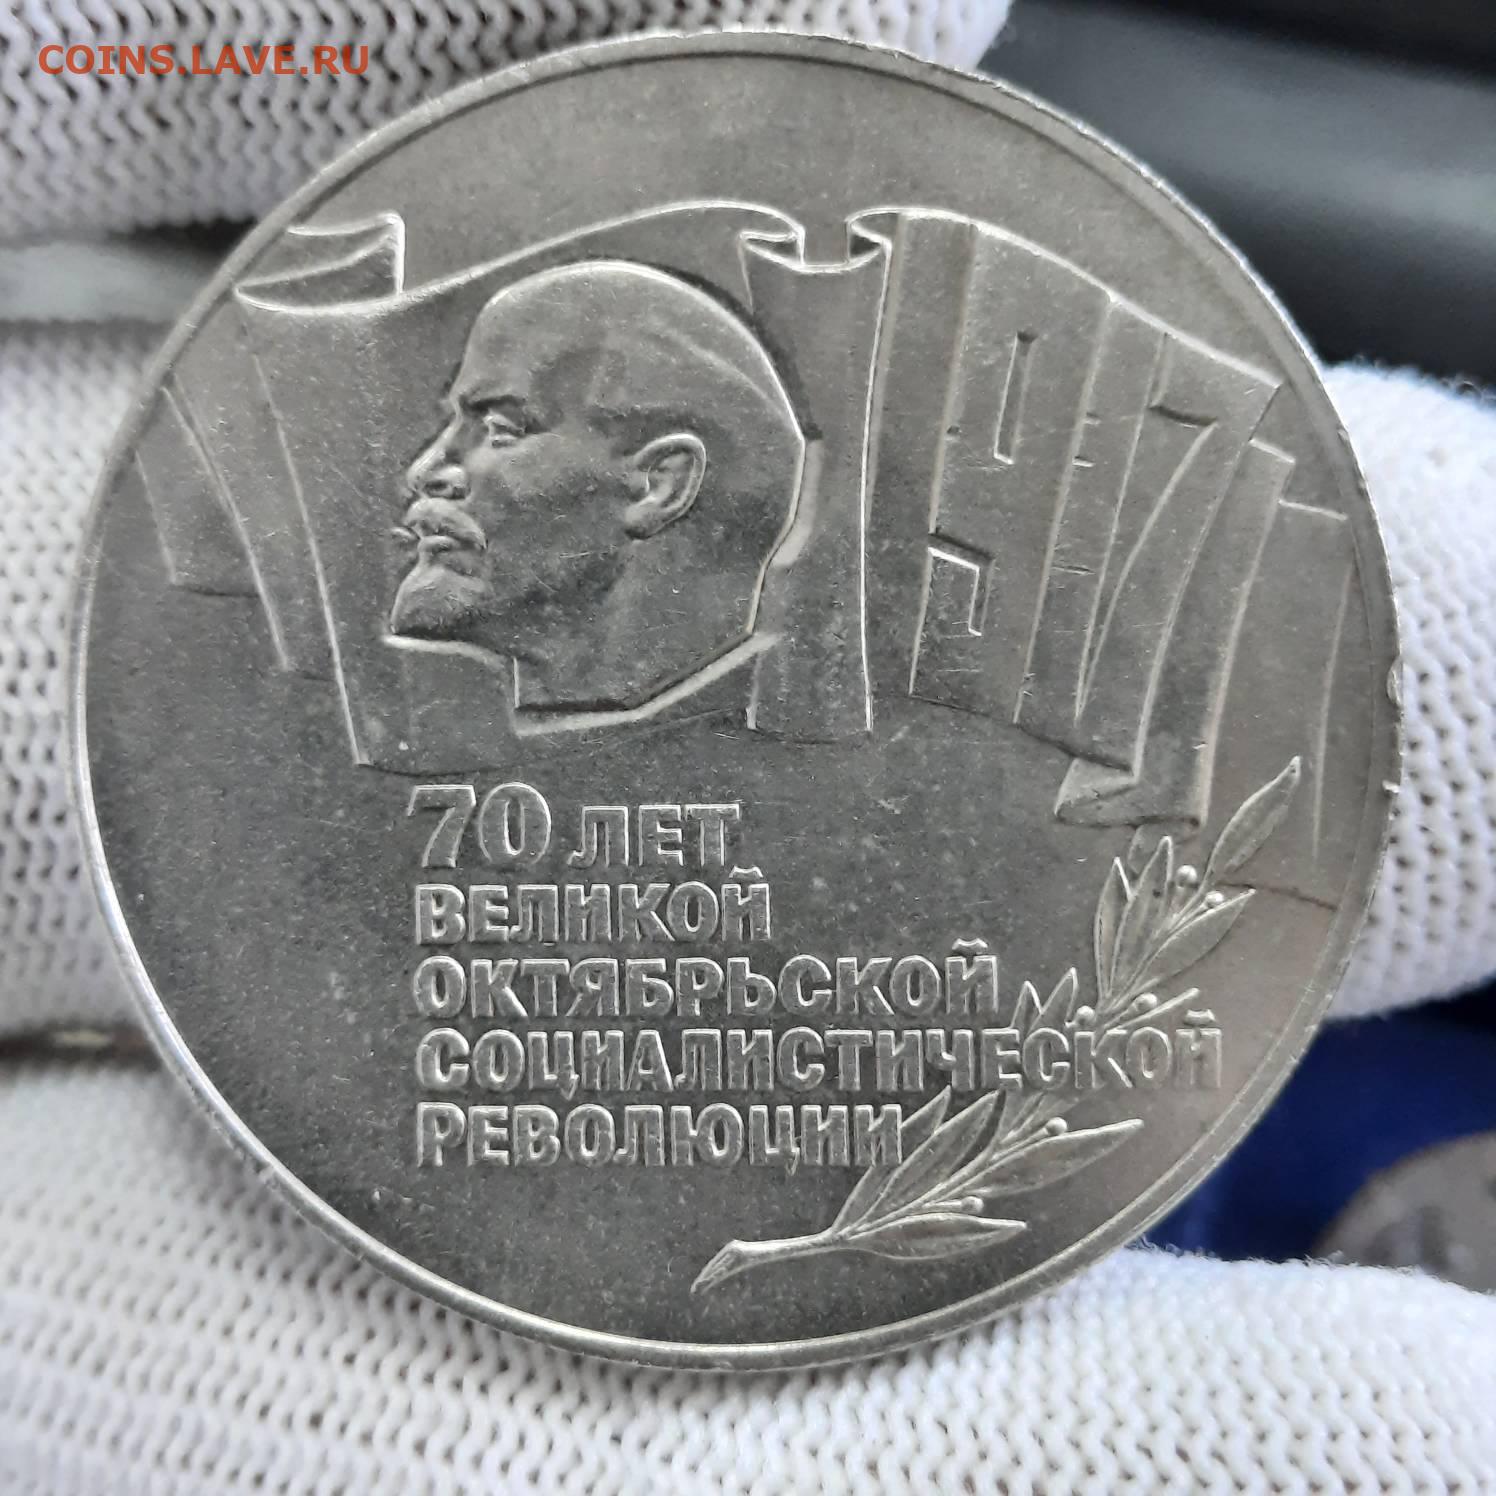 COINS.LAVE.RU
1917
70 ЛЕТ
ВЕЛИКОЙ
ОКТЯБРЬСКОЙ
СОЦИАЛИСТИЧЕСКОЙ
РЕВОЛЮЦИИ